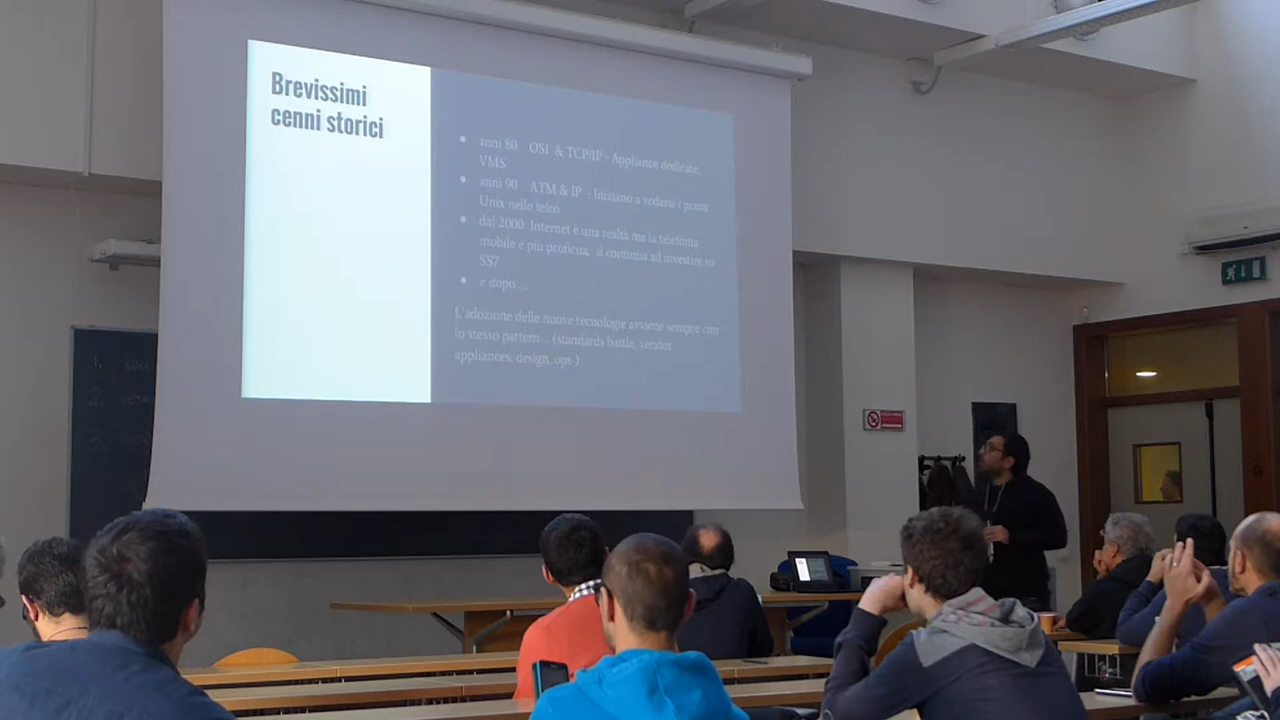 Brevissimi
cenni storici
anni 80 OSI & TCP/IP - Appliance dedicate,
VMS
anni 90 ATM & IP - Iniziano a vedersi i primi
Unix nelle telco
dal 2000 Internet è una realtà ma la telefonia
mobile e più proficua, si continua ad investire su
SS7
e dopo ...
L'adozione delle nuove tecnologie avviene sempre con
lo stesso pattern .. (standards battle, vendor
appliances, design, ops ).
1.
2.